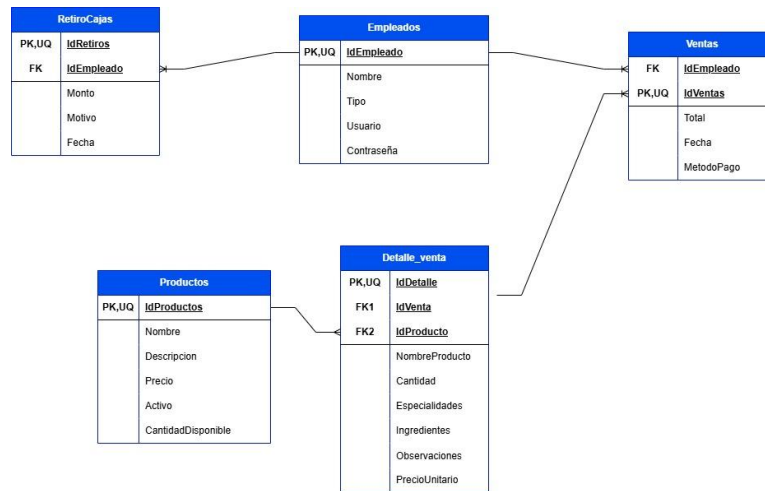 RetiroCajas
PK,UQ IdRetiros
FK IdEmpleado
Monto
Motivo
Fecha
Empleados
PK,UQ IdEmpleado
Nombre
Tipo
Usuario
Contraseña
Ventas
FK IdEmpleado
PK,UQ IdVentas
Total
Fecha
MetodoPago
Productos
PK,UQ IdProductos
Nombre
Descripcion
Precio
Activo
CantidadDisponible
Detalle_venta
PK,UQ IdDetalle
FK1 IdVenta
FK2 IdProducto
NombreProducto
Cantidad
Especialidades
Ingredientes
Observaciones
PrecioUnitario